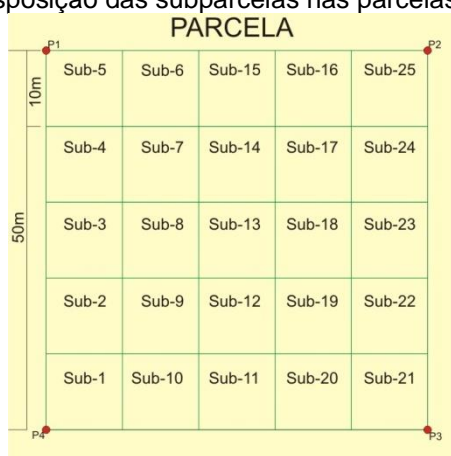 sposição das subparcelas nas parcelas
PARCELA
P1 P2
Sub-5 Sub-6 Sub-15 Sub-16 Sub-25
10m
Sub-4 Sub-7 Sub-14 Sub-17 Sub-24
50m
Sub-3 Sub-8 Sub-13 Sub-18 Sub-23
Sub-2 Sub-9 Sub-12 Sub-19 Sub-22
Sub-1 Sub-10 Sub-11 Sub-20 Sub-21
P4 P3